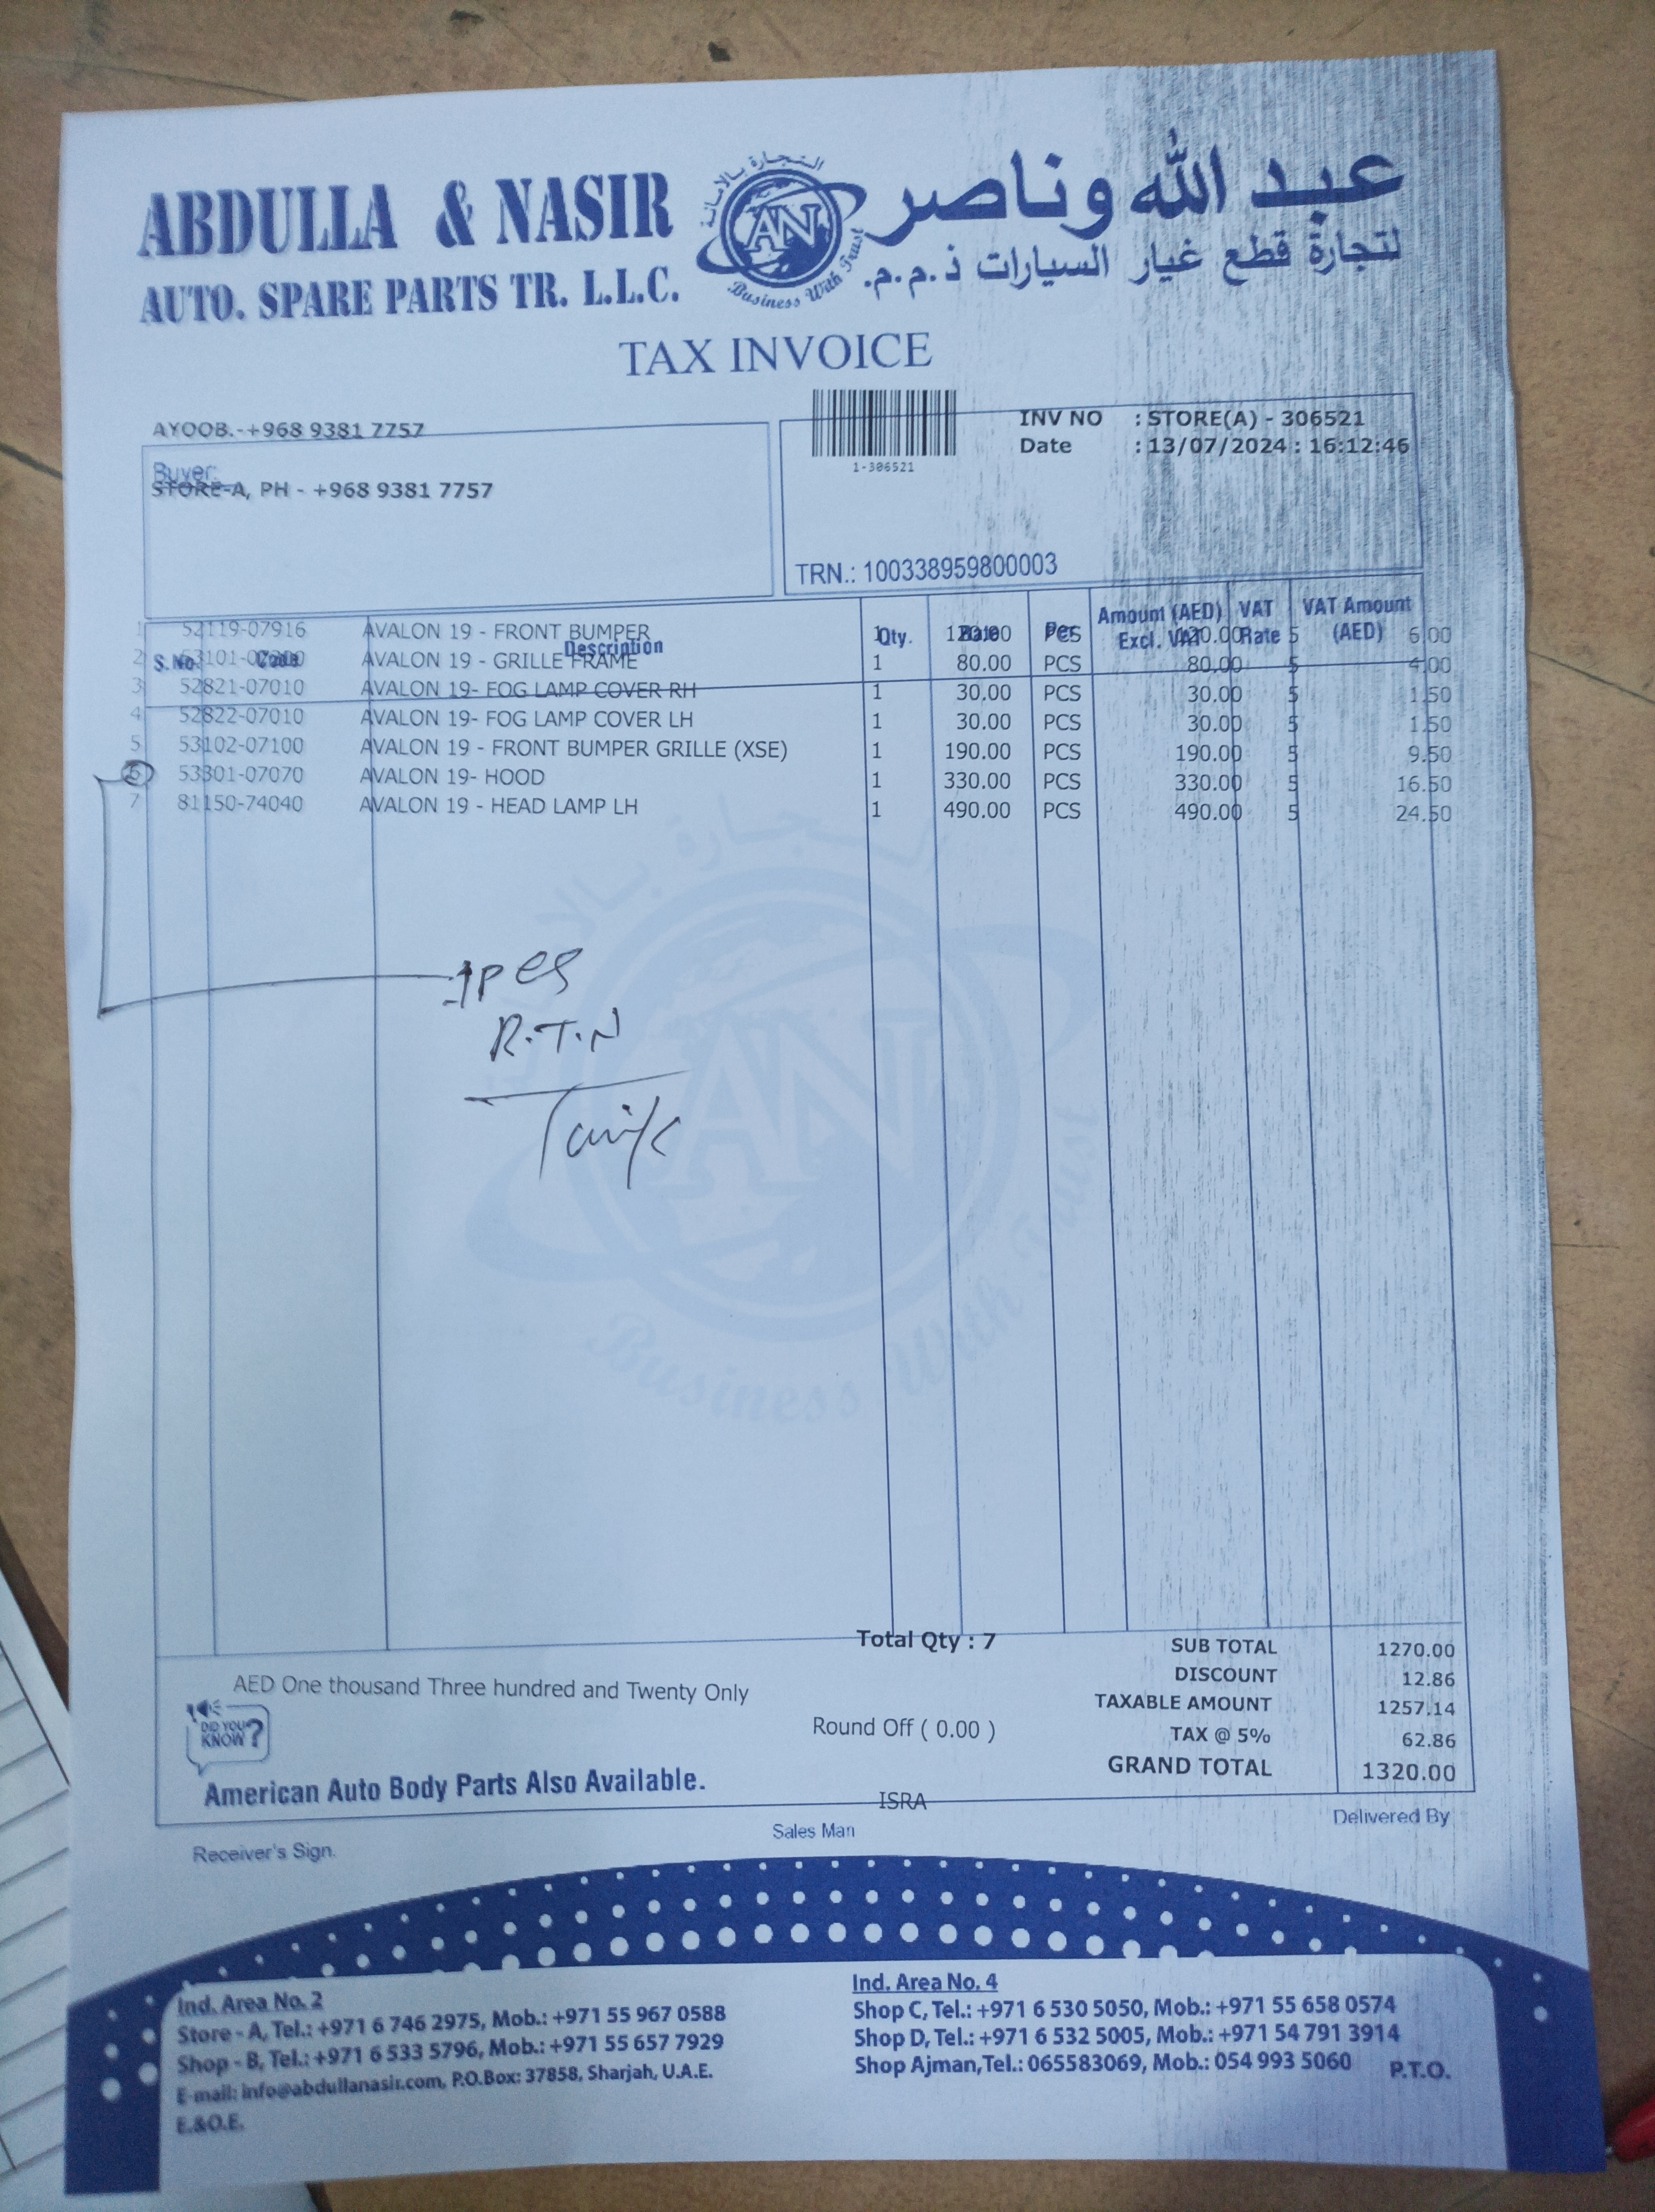 ABDULLA & NASIR
AUTO. SPARE PARTS TR. L.L.C.
التجارة بالامانة
AN
Business With Trust
عبد الله وناصر
لتجارة قطع غيار السيارات ذ.م.م.
TAX INVOICE
AYOOB.-+968 9381 7757
Buyer:
STORE-A, PH - +968 9381 7757
1-306521
INV NO : STORE(A) - 306521
Date : 13/07/2024 : 16:12:46
TRN.: 100338959800003
S. No. Code Description Qty. Rate Per Amount (AED) Excl. VAT VAT Rate VAT Amount (AED)
1 52119-07916 AVALON 19 - FRONT BUMPER 1 120.00 PCS 120.00 5 6.00
2 AVALON 19 - GRILLE FRAME 1 80.00 PCS 80.00 5 4.00
3 52821-07010 AVALON 19- FOG LAMP COVER RH 1 30.00 PCS 30.00 5 1.50
4 52822-07010 AVALON 19- FOG LAMP COVER LH 1 30.00 PCS 30.00 5 1.50
5 53102-07100 AVALON 19 - FRONT BUMPER GRILLE (XSE) 1 190.00 PCS 190.00 5 9.50
6 53301-07070 AVALON 19- HOOD 1 330.00 PCS 330.00 5 16.50
7 81150-74040 AVALON 19 - HEAD LAMP LH 1 490.00 PCS 490.00 5 24.50
1 PCS
R.T.N
Total Qty : 7
SUB TOTAL 1270.00
DISCOUNT 12.86
TAXABLE AMOUNT 1257.14
TAX @ 5% 62.86
GRAND TOTAL 1320.00
AED One thousand Three hundred and Twenty Only
Round Off ( 0.00 )
DID YOU KNOW ?
American Auto Body Parts Also Available.
ISRA
Receiver's Sign.
Sales Man
Delivered By
Ind. Area No. 2
Store - A, Tel.: +971 6 746 2975, Mob.: +971 55 967 0588
Shop - B, Tel.: +971 6 533 5796, Mob.: +971 55 657 7929
E-mail: info@abdullanasir.com, P.O.Box: 37858, Sharjah, U.A.E.
E.&O.E.
Ind. Area No. 4
Shop C, Tel.: +971 6 530 5050, Mob.: +971 55 658 0574
Shop D, Tel.: +971 6 532 5005, Mob.: +971 54 791 3914
Shop Ajman,Tel.: 065583069, Mob.: 054 993 5060
P.T.O.